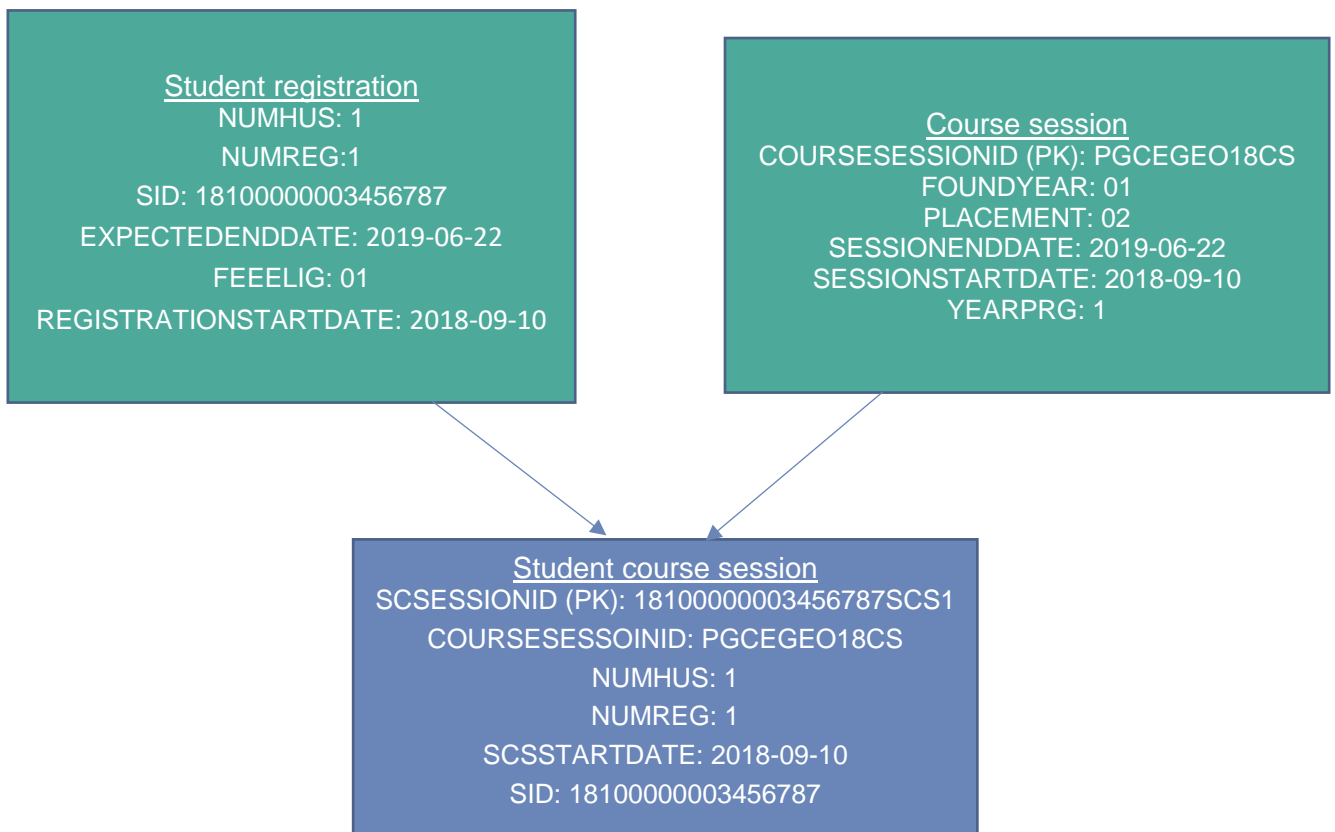 Student registration
NUMHUS: 1
NUMREG:1
SID: 18100000003456787
EXPECTEDENDDATE: 2019-06-22
FEEELIG: 01
REGISTRATIONSTARTDATE: 2018-09-10
Course session
COURSESESSIONID (PK): PGCEGEO18CS
FOUNDYEAR: 01
PLACEMENT: 02
SESSIONENDDATE: 2019-06-22
SESSIONSTARTDATE: 2018-09-10
YEARPRG: 1
Student course session
SCSESSIONID (PK): 18100000003456787SCS1
COURSESESSOINID: PGCEGEO18CS
NUMHUS: 1
NUMREG: 1
SCSSTARTDATE: 2018-09-10
SID: 18100000003456787